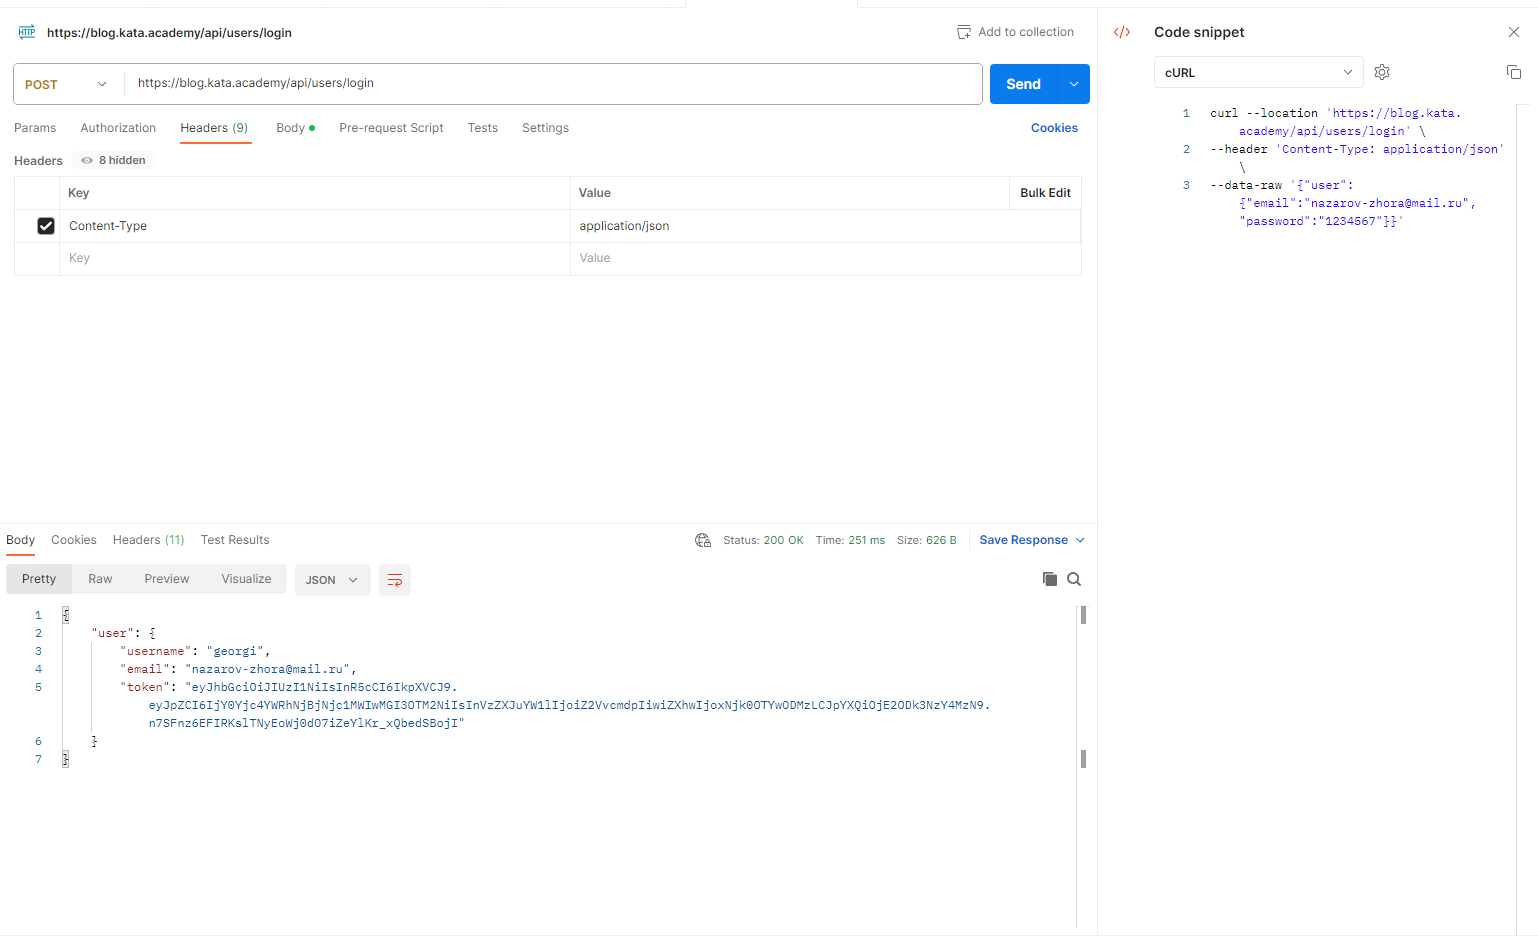 HTTP https://blog.kata.academy/api/users/login
Add to collection
POST https://blog.kata.academy/api/users/login
Send
Params Authorization Headers (9) Body Pre-request Script Tests Settings
Cookies
Headers 8 hidden
Key Value Bulk Edit
Content-Type application/json
Key Value
Body Cookies Headers (11) Test Results
Status: 200 OK Time: 251 ms Size: 626 B Save Response
Pretty Raw Preview Visualize JSON
1 {
2 "user": {
3 "username": "georgi",
4 "email": "nazarov-zhora@mail.ru",
5 "token": "eyJhbGciOiJIUzI1NiIsInR5cCI6IkpXVCJ9.
eyJpZCI6IjY0Yjc4YWRhNjBjNjc1MWIwMGI3OTM2NiIsInVzZXJuYW1lIjoiZ2VvcmdpIiwiZXhwIjoxNjk0OTYwODMzLCJpYXQiOjE2ODk3NzY4MzN9.
n7SFnz6EFIRKslTNyEoWj0dO7iZeYlKr_xQbedSBojI"
6 }
7 }
Code snippet
cURL
1 curl --location 'https://blog.kata.
academy/api/users/login' \
2 --header 'Content-Type: application/json'
\
3 --data-raw '{"user":
{"email":"nazarov-zhora@mail.ru",
"password":"1234567"}}'